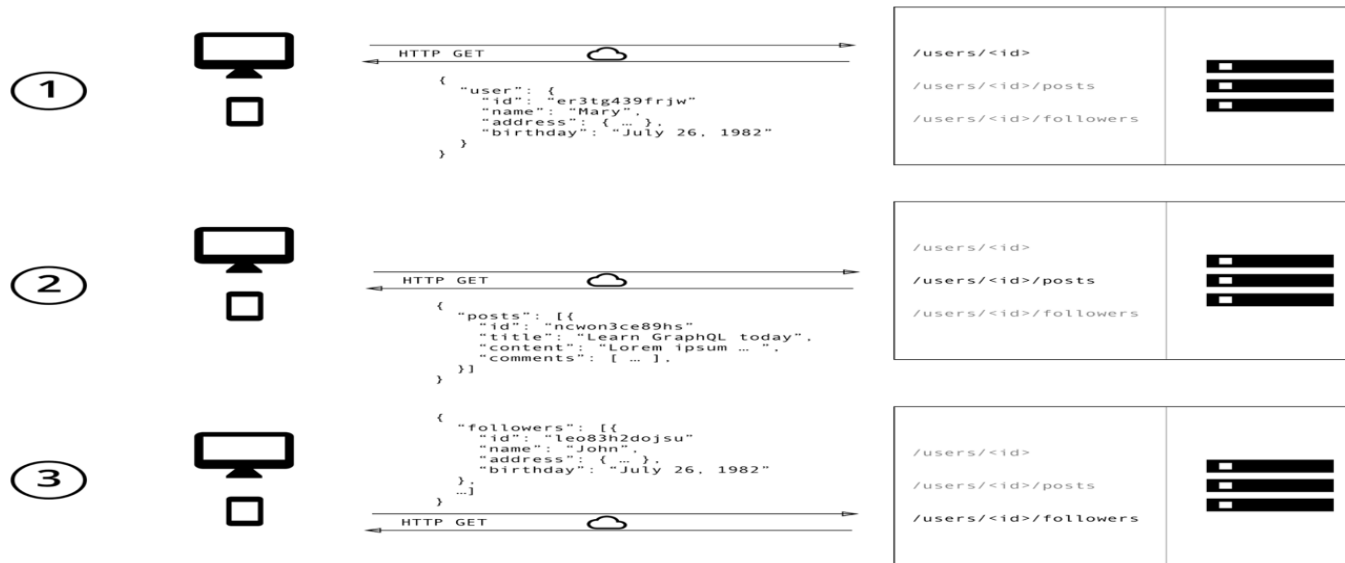 1
HTTP GET
{
"user": {
"id": "er3tg439frjw"
"name": "Mary",
"address": { … },
"birthday": "July 26, 1982"
}
}
/users/<id>
/users/<id>/posts
/users/<id>/followers
2
HTTP GET
{
"posts": [{
"id": "ncwon3ce89hs"
"title": "Learn GraphQL today",
"content": "Lorem ipsum … ",
"comments": [ … ],
}]
}
/users/<id>
/users/<id>/posts
/users/<id>/followers
3
{
"followers": [{
"id": "leo83h2dojsu"
"name": "John",
"address": { … },
"birthday": "July 26, 1982"
},
…]
}
HTTP GET
/users/<id>
/users/<id>/posts
/users/<id>/followers